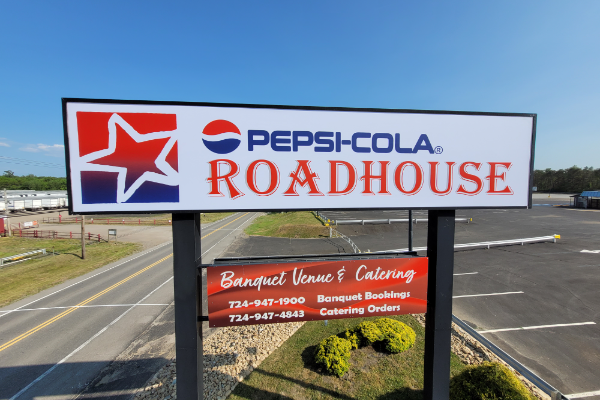 PEPSI-COLA®
ROADHOUSE
Banquet Venue & Catering
724-947-1900 Banquet Bookings
724-947-4843 Catering Orders